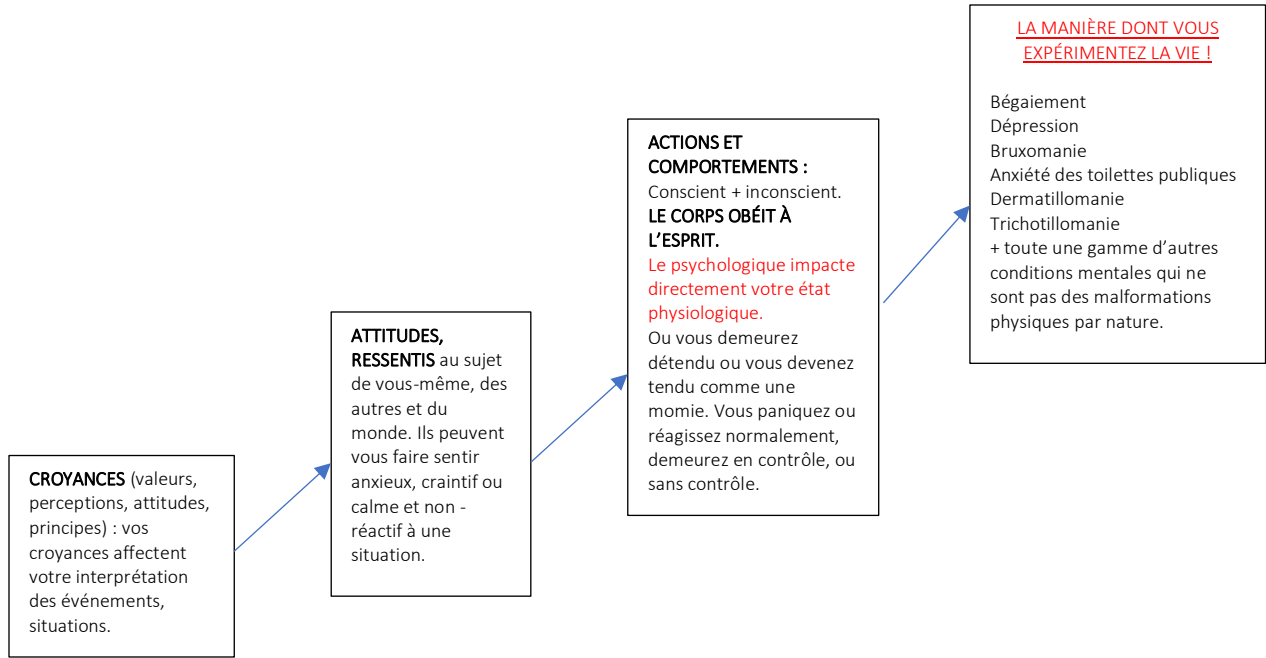 CROYANCES (valeurs,
perceptions, attitudes,
principes) : vos
croyances affectent
votre interprétation
des événements,
situations.
ATTITUDES,
RESSENTIS au sujet
de vous-même, des
autres et du
monde. Ils peuvent
vous faire sentir
anxieux, craintif ou
calme et non -
réactif à une
situation.
ACTIONS ET
COMPORTEMENTS :
Conscient + inconscient.
LE CORPS OBÉIT À
L’ESPRIT.
Le psychologique impacte
directement votre état
physiologique.
Ou vous demeurez
détendu ou vous devenez
tendu comme une
momie. Vous paniquez ou
réagissez normalement,
demeurez en contrôle, ou
sans contrôle.
LA MANIÈRE DONT VOUS
EXPÉRIMENTEZ LA VIE !
Bégaiement
Dépression
Bruxomanie
Anxiété des toilettes publiques
Dermatillomanie
Trichotillomanie
+ toute une gamme d’autres
conditions mentales qui ne
sont pas des malformations
physiques par nature.